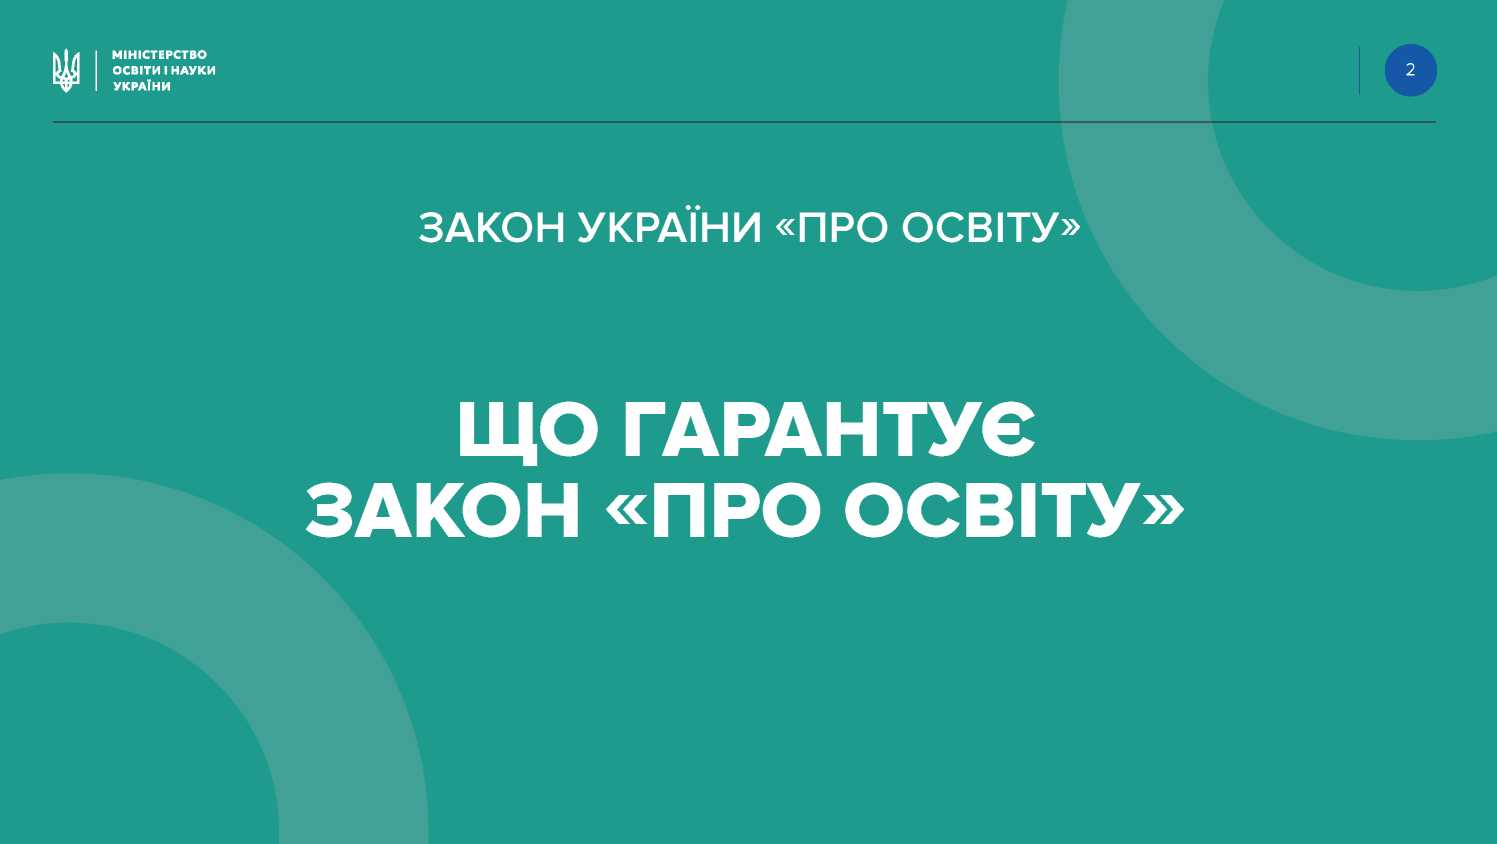 МІНІСТЕРСТВО
ОСВІТИ І НАУКИ
УКРАЇНИ
2
ЗАКОН УКРАЇНИ «ПРО ОСВІТУ»
ЩО ГАРАНТУЄ
ЗАКОН «ПРО ОСВІТУ»